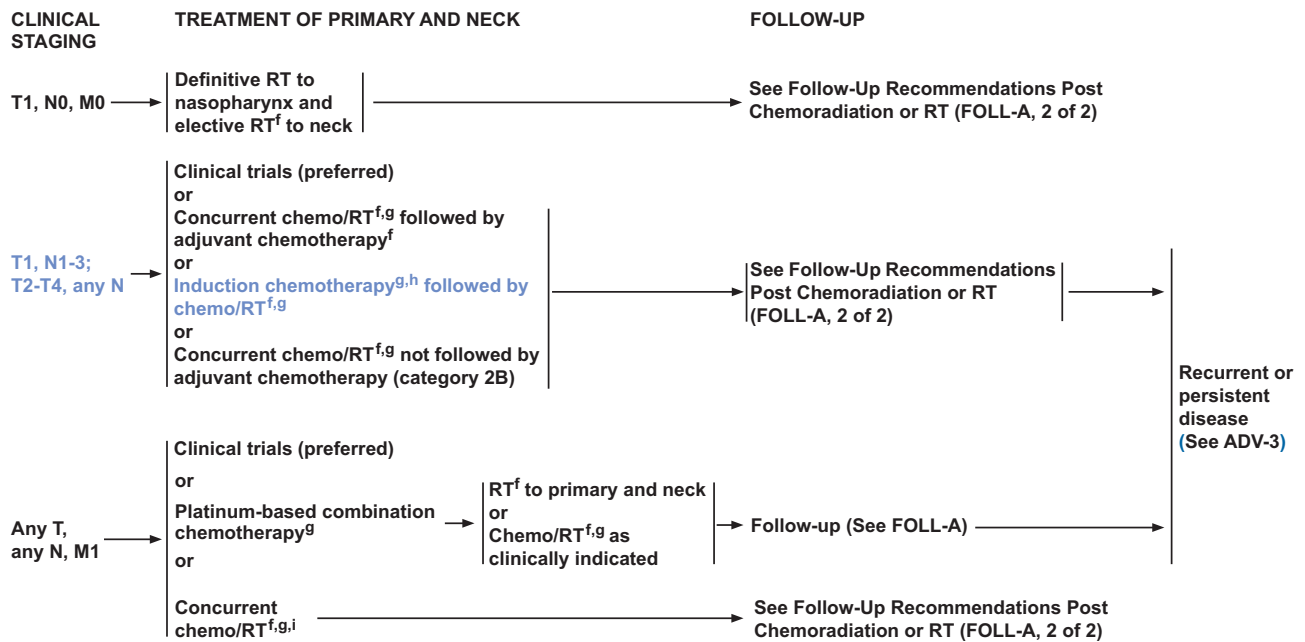 CLINICAL
STAGING
TREATMENT OF PRIMARY AND NECK
FOLLOW-UP
T1, N0, M0
Definitive RT to
nasopharynx and
elective RTf to neck
See Follow-Up Recommendations Post
Chemoradiation or RT (FOLL-A, 2 of 2)
T1, N1-3;
T2-T4, any N
Clinical trials (preferred)
or
Concurrent chemo/RTf,g followed by
adjuvant chemotherapyf
or
Induction chemotherapyg,h followed by
chemo/RTf,g
or
Concurrent chemo/RTf,g not followed by
adjuvant chemotherapy (category 2B)
See Follow-Up Recommendations
Post Chemoradiation or RT
(FOLL-A, 2 of 2)
Recurrent or
persistent
disease
(See ADV-3)
Any T,
any N, M1
Clinical trials (preferred)
or
Platinum-based combination
chemotherapyg
or
Concurrent
chemo/RTf,g,i
RTf to primary and neck
or
Chemo/RTf,g as
clinically indicated
Follow-up (See FOLL-A)
See Follow-Up Recommendations Post
Chemoradiation or RT (FOLL-A, 2 of 2)